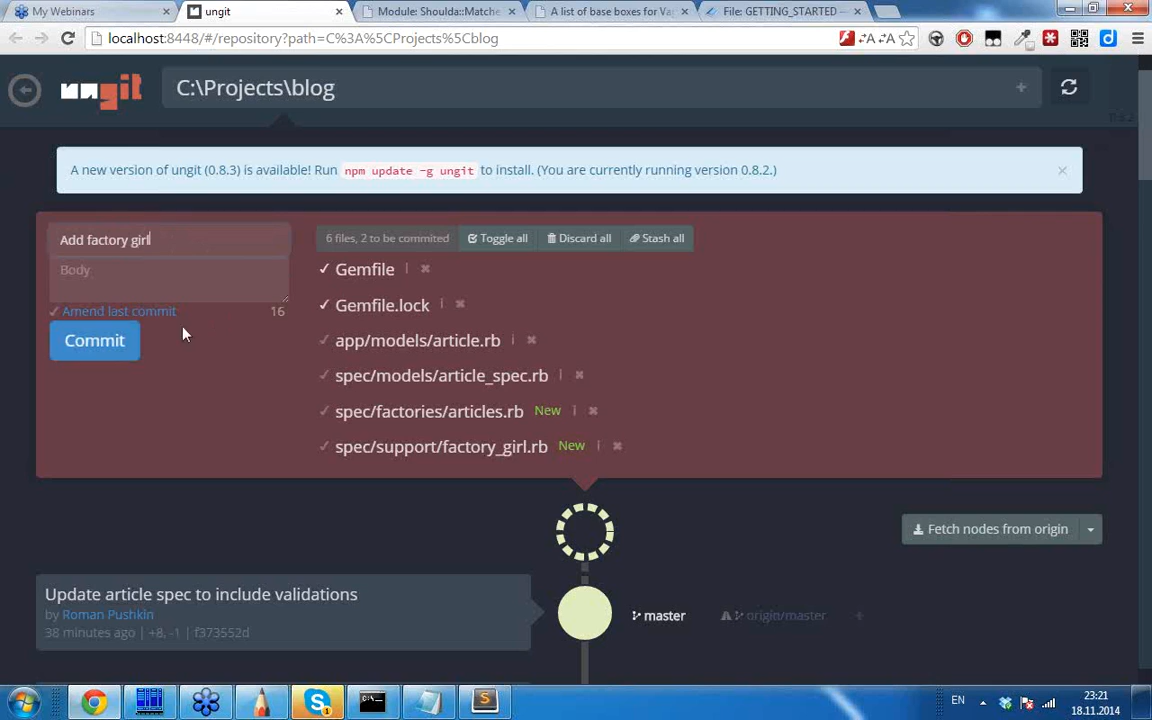 My Webinars
ungit
Module: Shoulda::Matche
A list of base boxes for Va
File: GETTING_STARTED —
localhost:8448/#/repository?path=C%3A%5CProjects%5Cblog
ungit
C:\Projects\blog
A new version of ungit (0.8.3) is available! Run npm update -g ungit to install. (You are currently running version 0.8.2.)
Add factory girl
6 files, 2 to be commited
Toggle all
Discard all
Stash all
Body
Gemfile
Amend last commit
16
Gemfile.lock
Commit
app/models/article.rb
spec/models/article_spec.rb
spec/factories/articles.rb New
spec/support/factory_girl.rb New
Fetch nodes from origin
Update article spec to include validations
by Roman Pushkin
38 minutes ago | +8, -1 | f373552d
master
origin/master
EN
23:21
18.11.2014